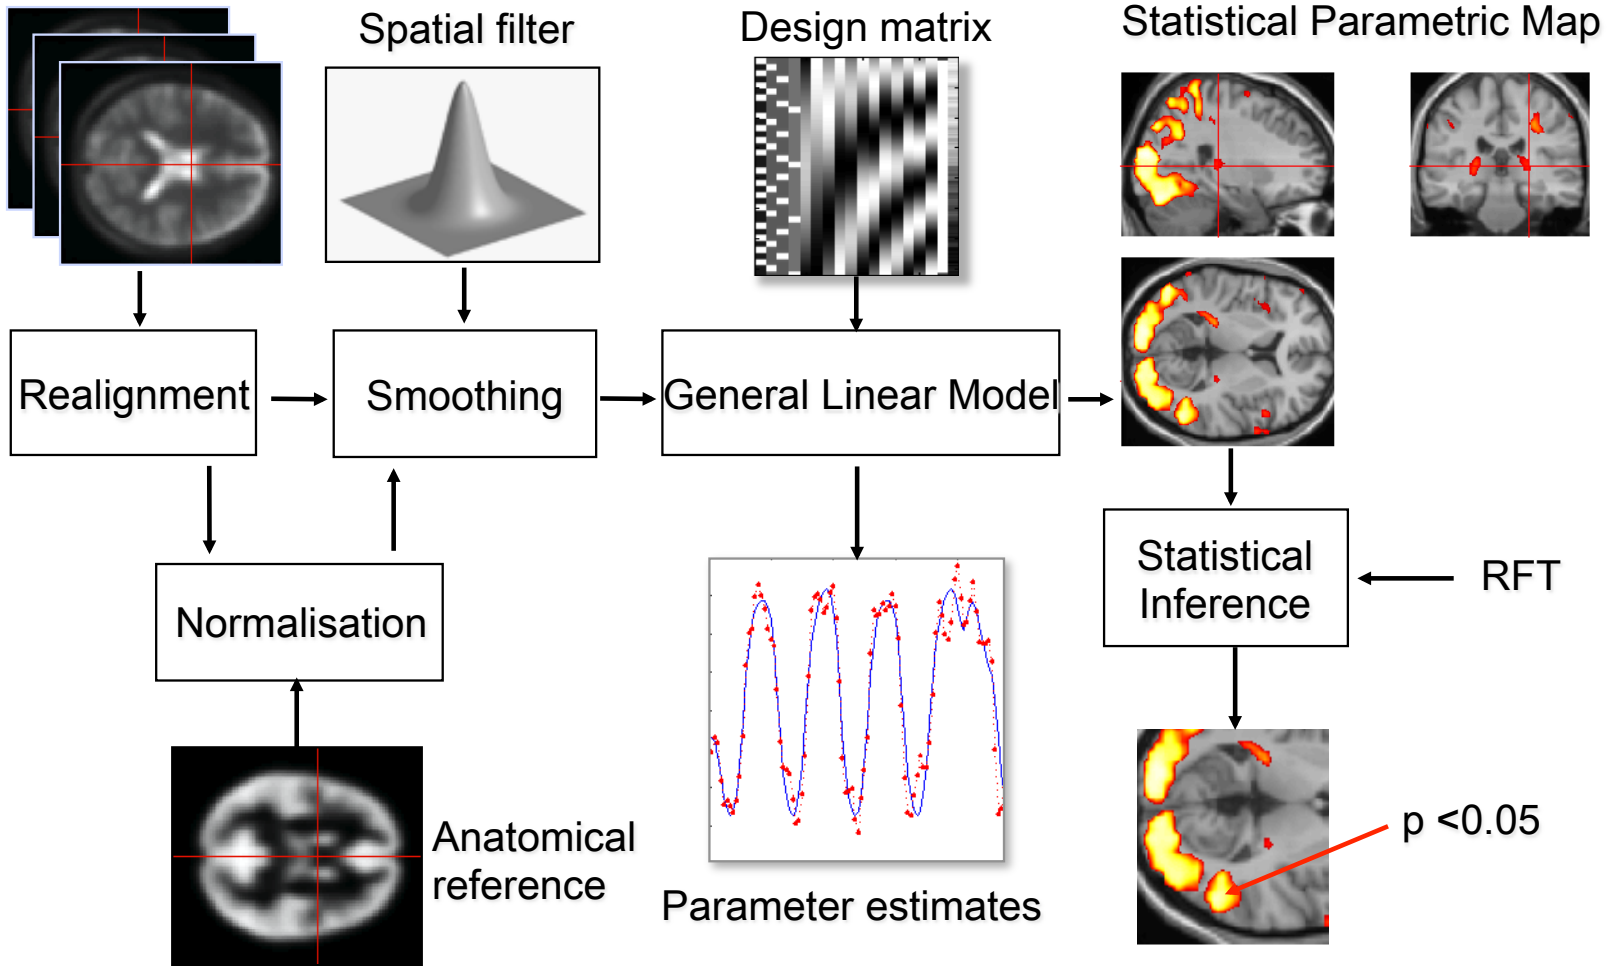 Spatial filter
Design matrix
Statistical Parametric Map
Realignment
Smoothing
General Linear Model
Statistical
Inference
RFT
Normalisation
Anatomical
reference
Parameter estimates
p <0.05